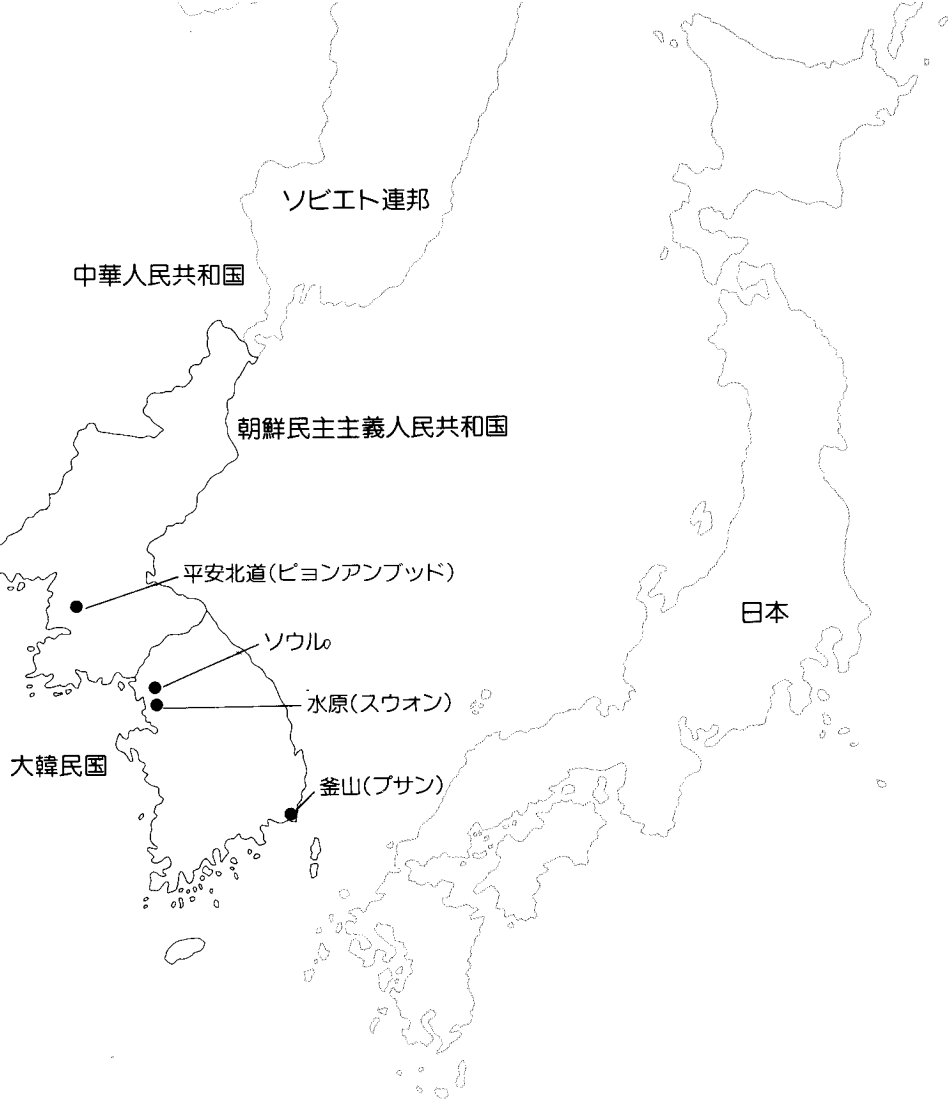 ソビエト連邦
中華人民共和国
朝鮮民主主義人民共和国
平安北道(ピョンアンブッド)
日本
ソウル
水原(スウォン)
大韓民国
釜山(プサン)